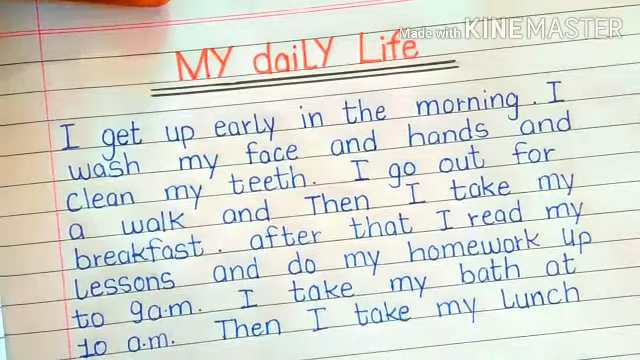 Made with KINEMASTER
MY daiLY Life
I get up early in the morning. I
wash my face and hands and
clean my teeth. I go out for
a walk and Then I take my
breakfast. after that I read my
Lessons and do my homework up
to 9a.m. I take my bath at
10 a.m. Then I take my Lunch